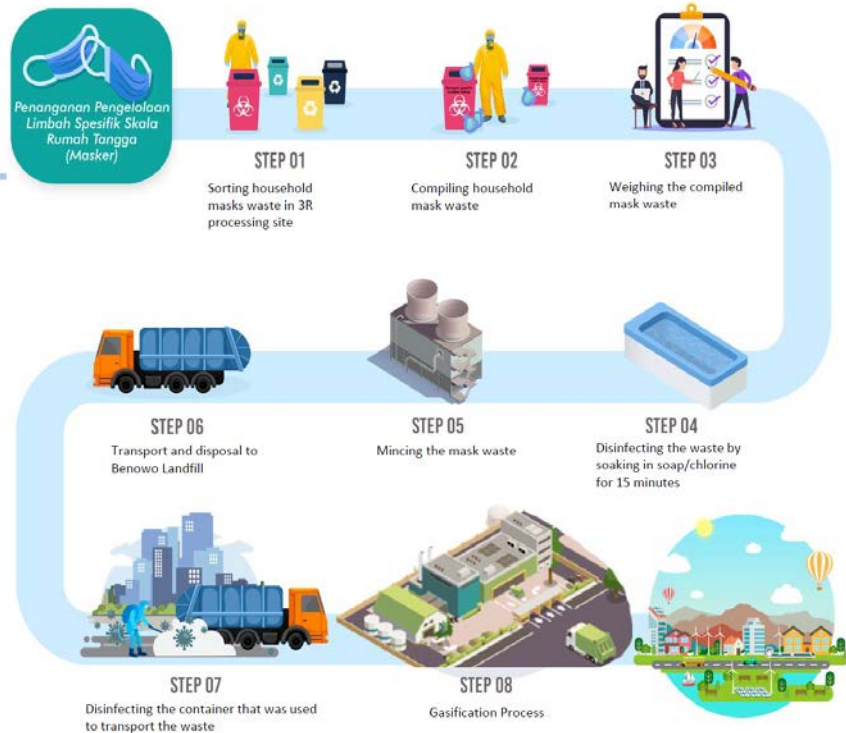 Penanganan Pengelolaan
Limbah Spesifik Skala
Rumah Tangga
(Masker)
STEP 01
Sorting household
masks waste in 3R
processing site
STEP 02
Compiling household
mask waste
STEP 03
Weighing the compiled
mask waste
STEP 04
Disinfecting the waste by
soaking in soap/chlorine
for 15 minutes
STEP 05
Mincing the mask waste
STEP 06
Transport and disposal to
Benowo Landfill
STEP 07
Disinfecting the container that was used
to transport the waste
STEP 08
Gasification Process